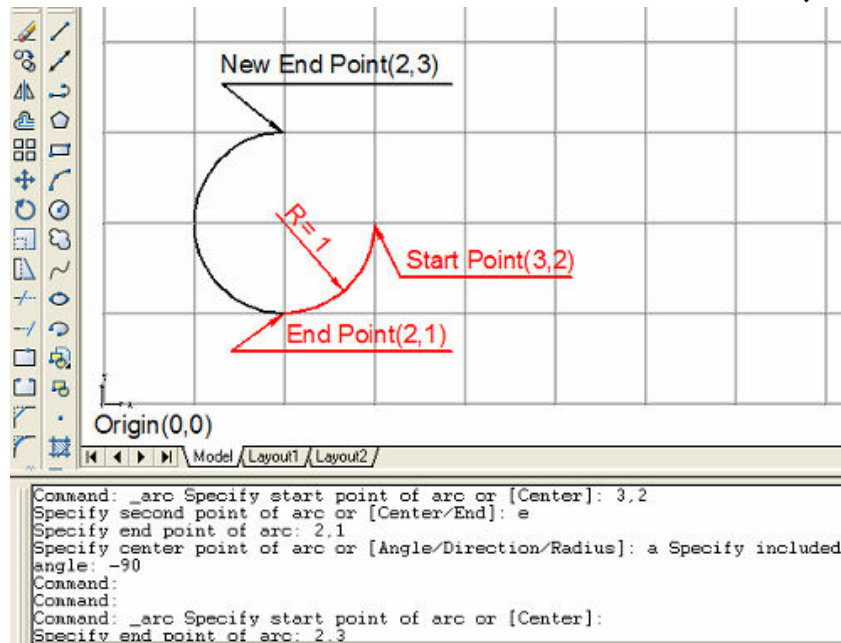 New End Point(2,3)
R= 1
Start Point(3,2)
End Point(2,1)
Origin(0,0)
Model Layout1 Layout2
Command: _arc Specify start point of arc or [Center]: 3,2
Specify second point of arc or [Center/End]: e
Specify end point of arc: 2,1
Specify center point of arc or [Angle/Direction/Radius]: a Specify included
angle: -90
Command:
Command:
Command: _arc Specify start point of arc or [Center]:
Specify end point of arc: 2,3